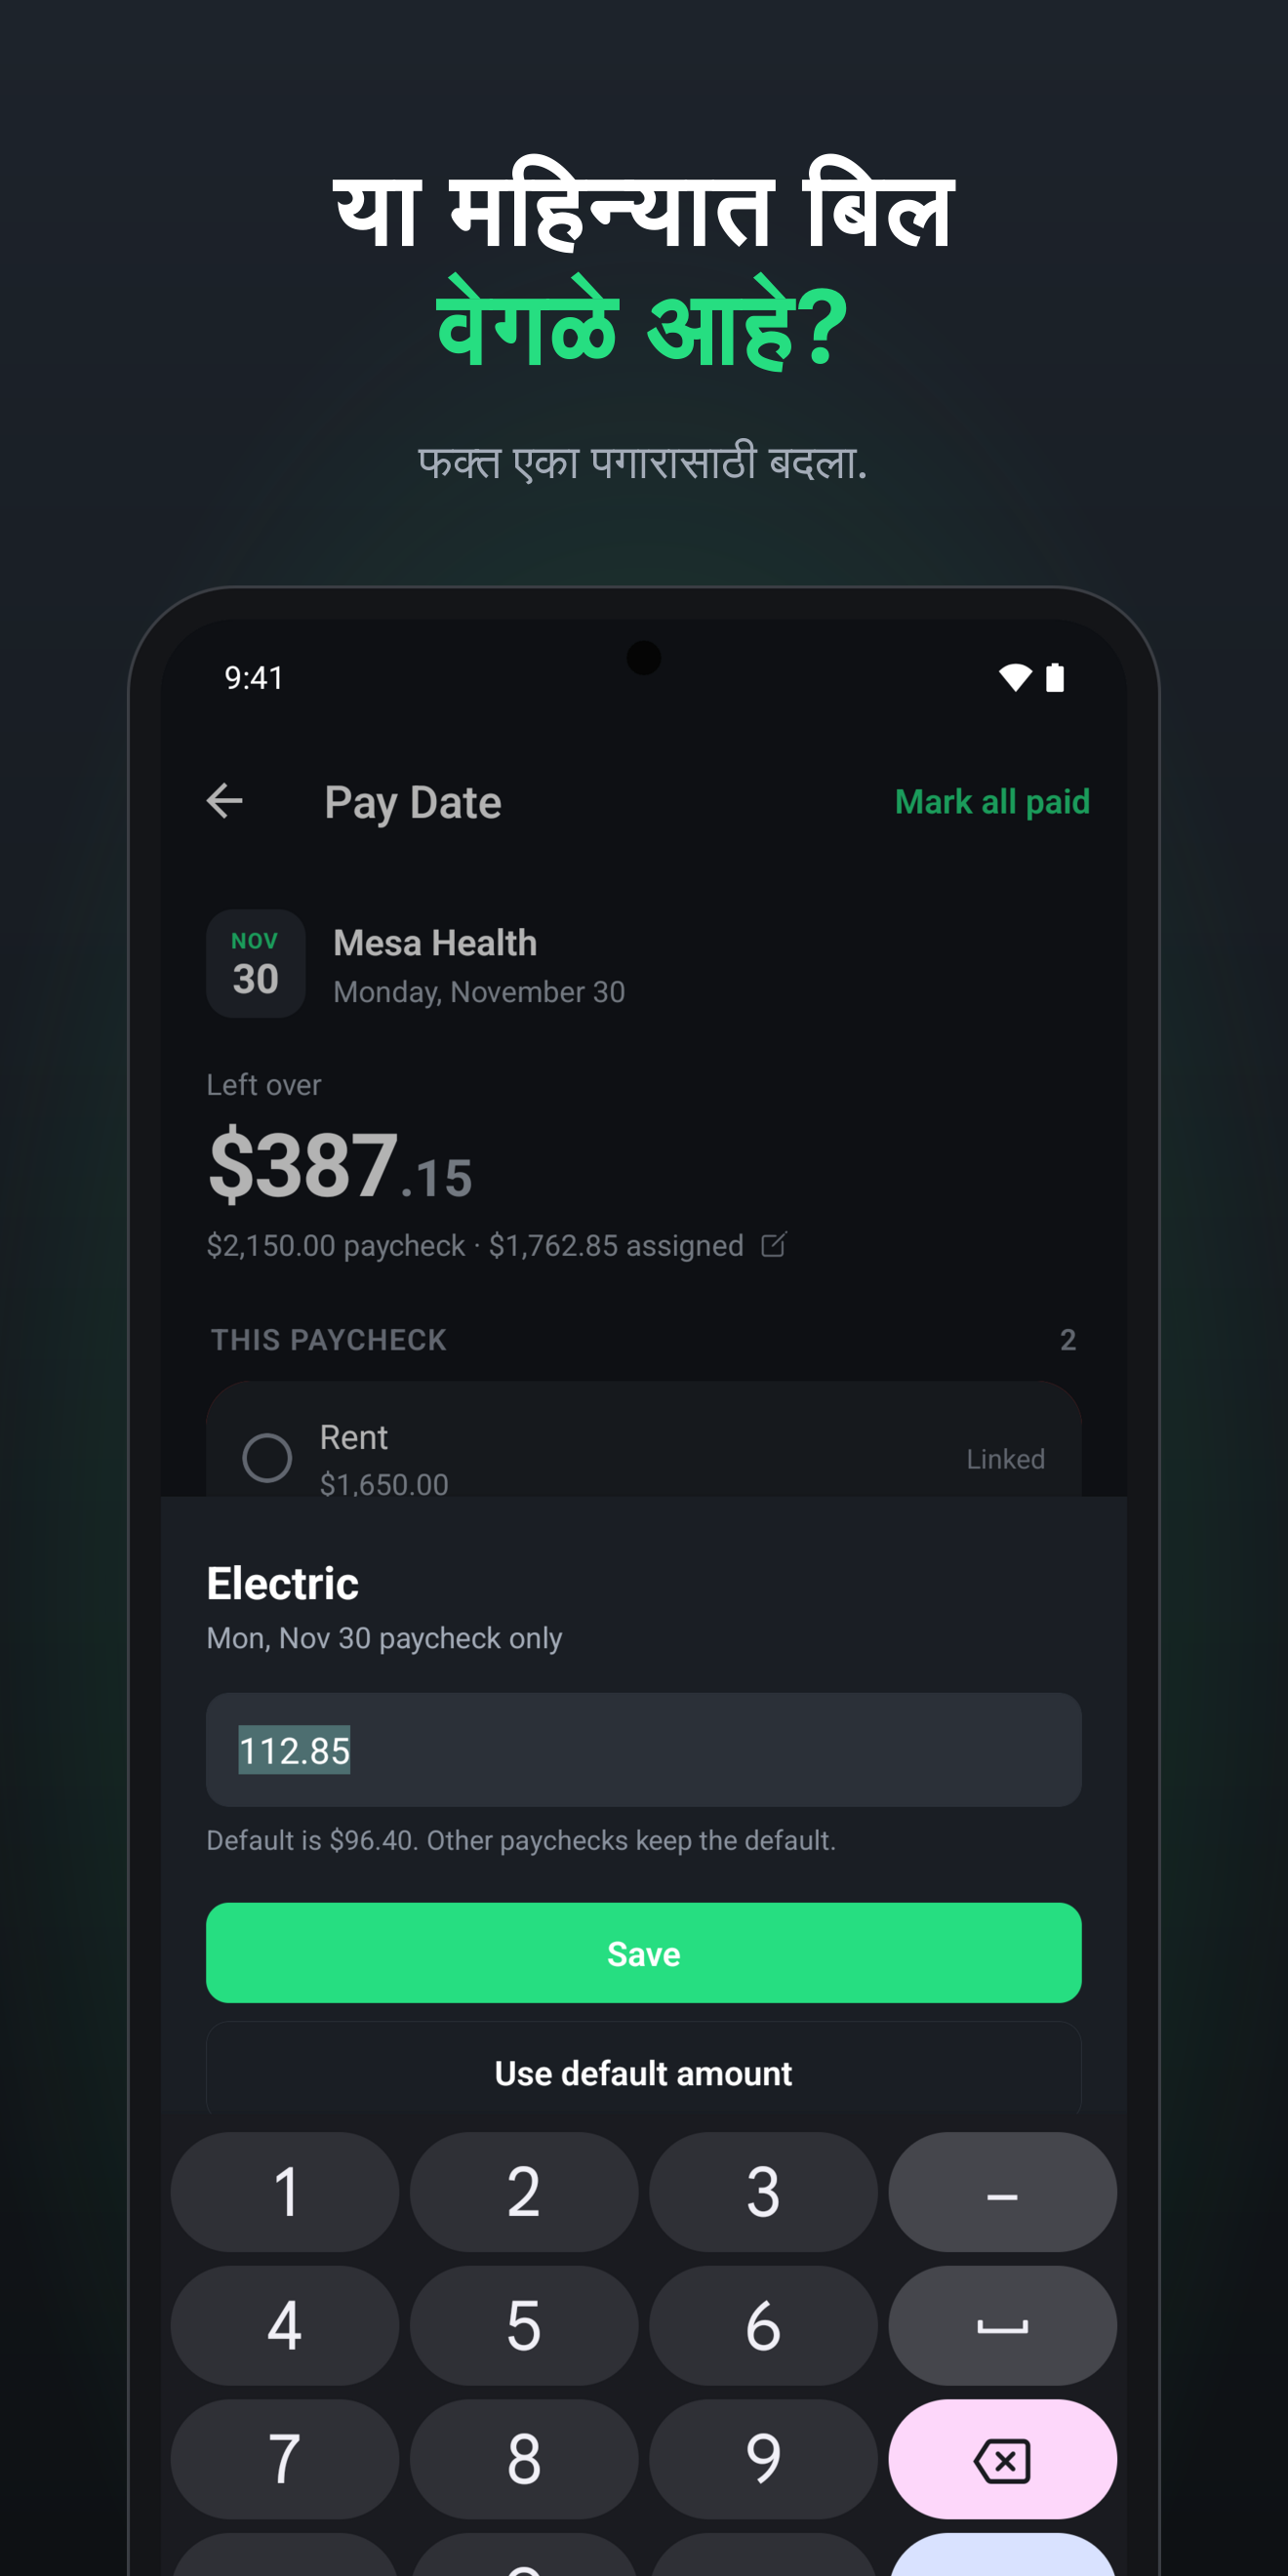 या महिन्यात बिल
वेगळे आहे?
फक्त एका पगारासाठी बदला.
9:41
Pay Date
Mark all paid
NOV
30
Mesa Health
Monday, November 30
Left over
$387.15
$2,150.00 paycheck · $1,762.85 assigned
THIS PAYCHECK
2
Rent
$1,650.00
Linked
Electric
Mon, Nov 30 paycheck only
112.85
Default is $96.40. Other paychecks keep the default.
Save
Use default amount
1 2 3 –
4 5 6
7 8 9